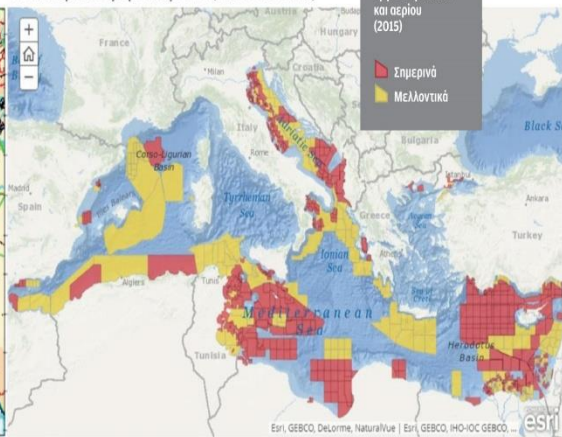 και αερίου
(2015)
Σημερινά
Μελλοντικά
+
−
Austria
France
Hungary
Milan
Croatia
Italy
Adriatic Sea
Corso-Ligurian
Basin
Rome
Bulgaria
Black S
Istanbul
Madrid
Spain
Tyrrhenian
Sea
Ankara
Greece
Aegean
Sea
Turkey
Ionian
Sea
Athens
Algiers
Tunis
Sea of
Crete
Mediterranean
Sea
Herodotus
Basin
Tunisia
Esri, GEBCO, DeLorme, NaturalVue | Esri, GEBCO, IHO-IOC GEBCO, ...
esri